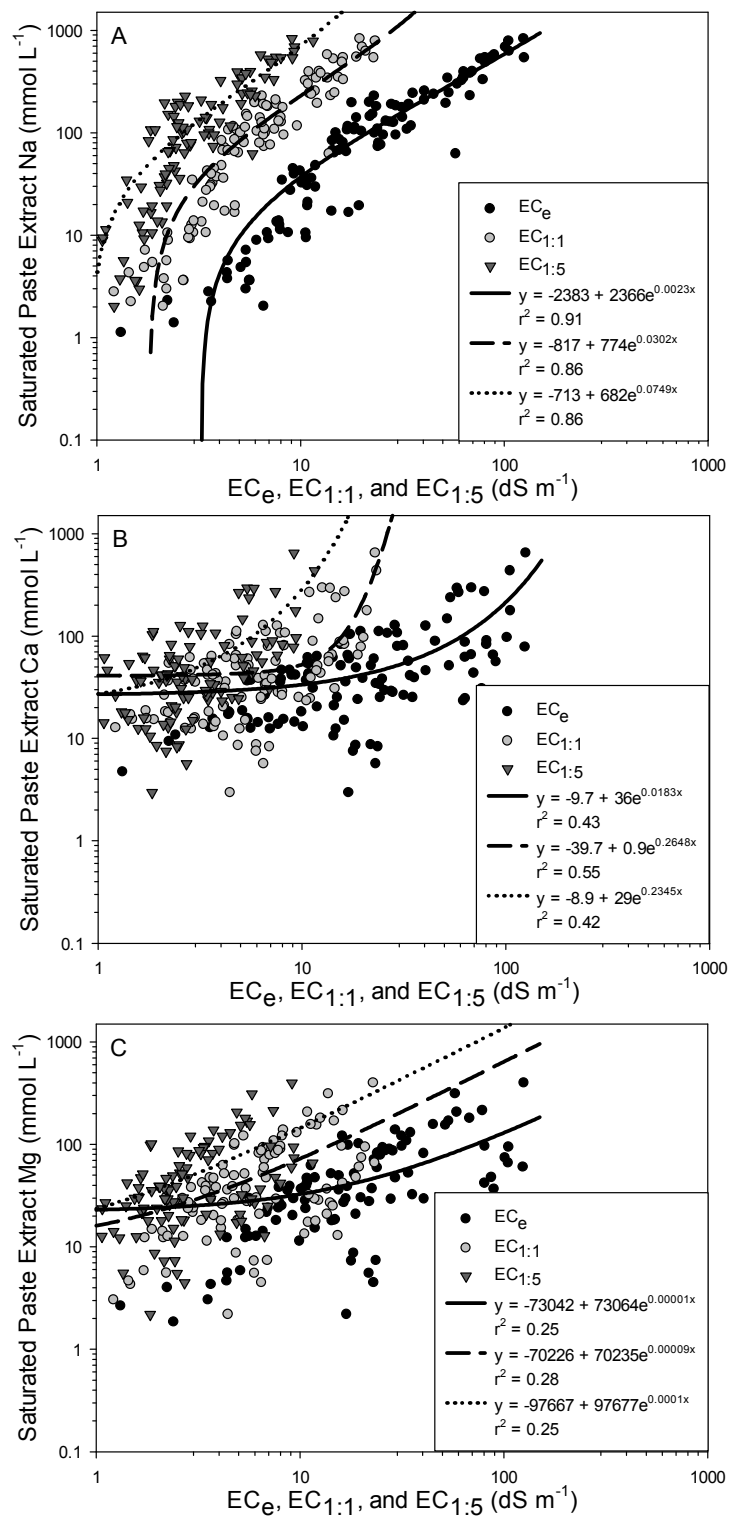 A
Saturated Paste Extract Na (mmol L⁻¹)
1000
100
10
1
0.1
ECₑ
EC₁:₁
EC₁:₅
y = -2383 + 2366e^0.0023x
r² = 0.91
y = -817 + 774e^0.0302x
r² = 0.86
y = -713 + 682e^0.0749x
r² = 0.86
1 10 100 1000
ECₑ, EC₁:₁, and EC₁:₅ (dS m⁻¹)
B
Saturated Paste Extract Ca (mmol L⁻¹)
1000
100
10
1
0.1
ECₑ
EC₁:₁
EC₁:₅
y = -9.7 + 36e^0.0183x
r² = 0.43
y = -39.7 + 0.9e^0.2648x
r² = 0.55
y = -8.9 + 29e^0.2345x
r² = 0.42
1 10 100 1000
ECₑ, EC₁:₁, and EC₁:₅ (dS m⁻¹)
C
Saturated Paste Extract Mg (mmol L⁻¹)
1000
100
10
1
0.1
ECₑ
EC₁:₁
EC₁:₅
y = -73042 + 73064e^0.00001x
r² = 0.25
y = -70226 + 70235e^0.00009x
r² = 0.28
y = -97667 + 97677e^0.0001x
r² = 0.25
1 10 100 1000
ECₑ, EC₁:₁, and EC₁:₅ (dS m⁻¹)